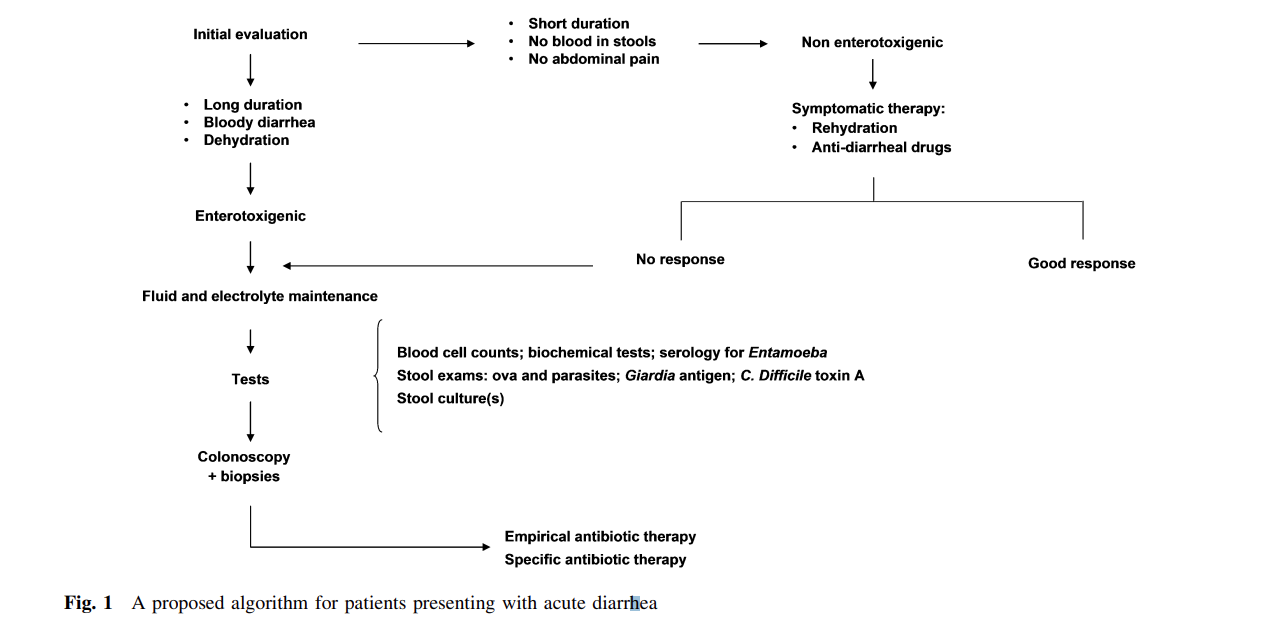 Initial evaluation
• Short duration
• No blood in stools
• No abdominal pain
Non enterotoxigenic
• Long duration
• Bloody diarrhea
• Dehydration
Symptomatic therapy:
• Rehydration
• Anti-diarrheal drugs
Enterotoxigenic
No response
Good response
Fluid and electrolyte maintenance
Tests
Blood cell counts; biochemical tests; serology for Entamoeba
Stool exams: ova and parasites; Giardia antigen; C. Difficile toxin A
Stool culture(s)
Colonoscopy
+ biopsies
Empirical antibiotic therapy
Specific antibiotic therapy
Fig. 1 A proposed algorithm for patients presenting with acute diarrhea